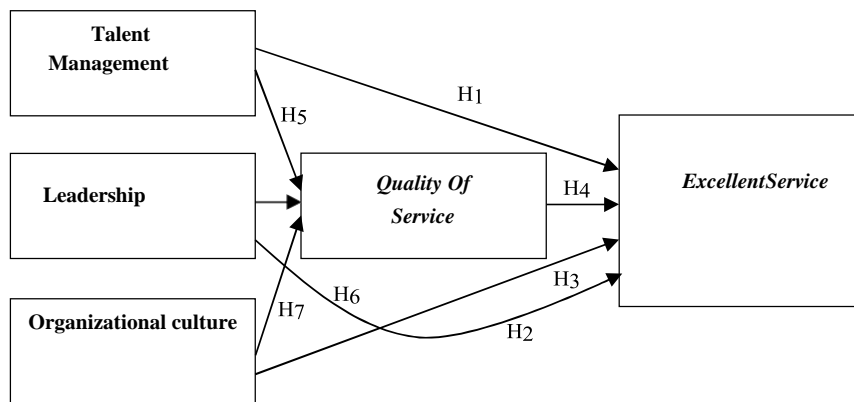 Talent
Management
H1
H5
Leadership
Quality Of
Service
H4
ExcellentService
H6
H3
H7
H2
Organizational culture